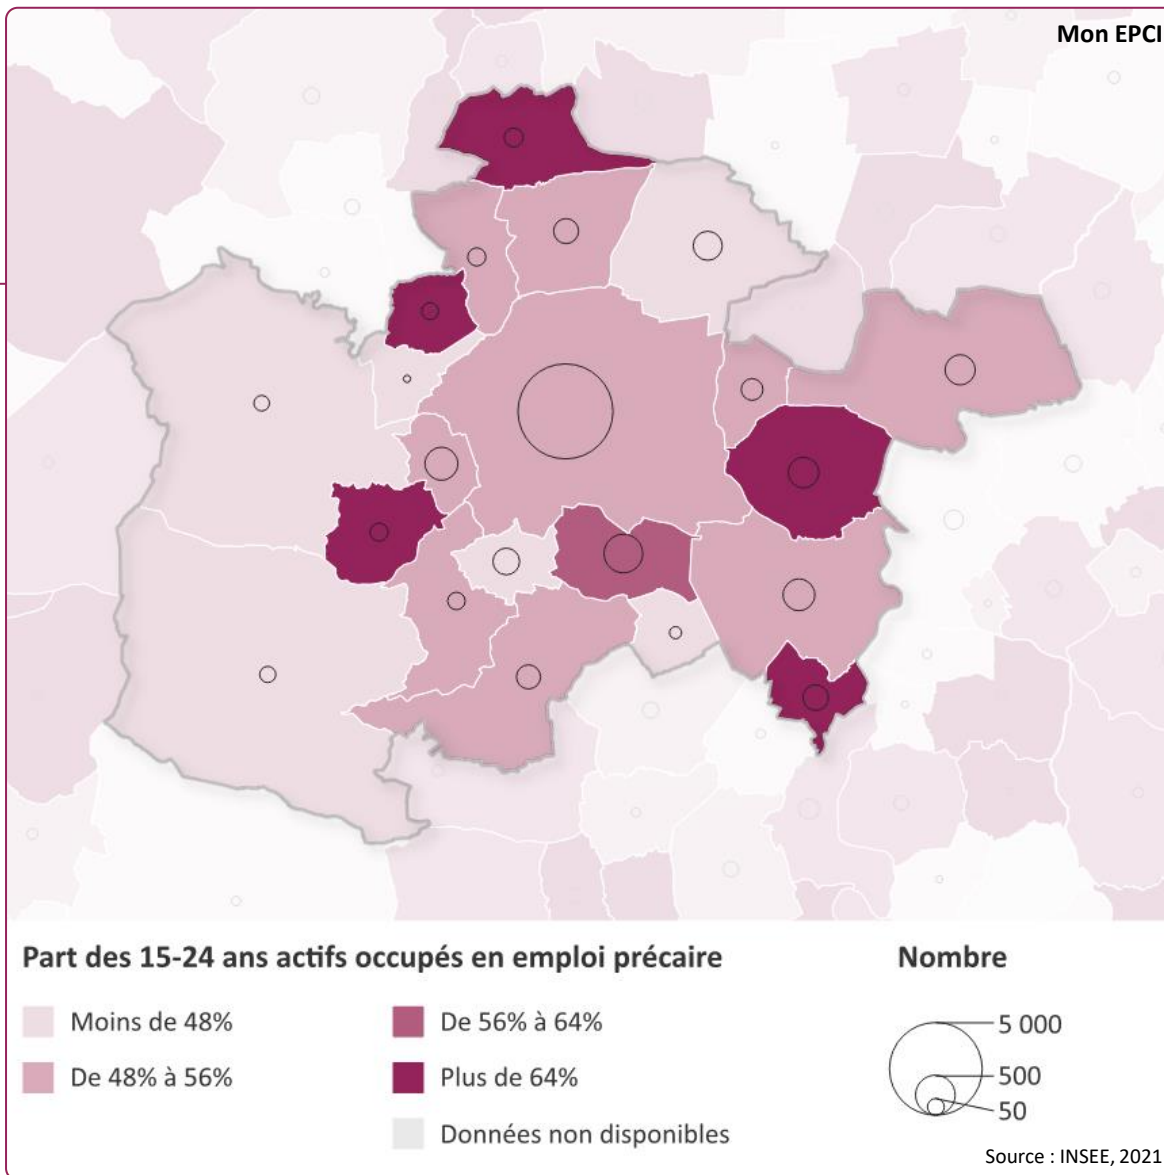 Mon EPCI
Part des 15-24 ans actifs occupés en emploi précaire
Nombre
Moins de 48%
De 56% à 64%
5 000
De 48% à 56%
Plus de 64%
500
50
Données non disponibles
Source : INSEE, 2021